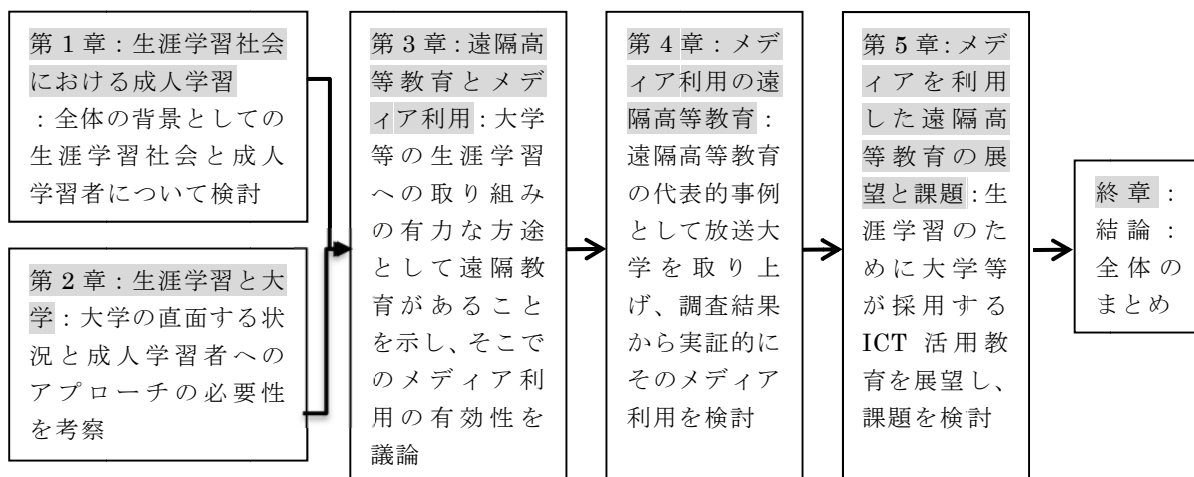 第1章：生涯学習社会
における成人学習
：全体の背景としての
生涯学習社会と成人
学習者について検討
第2章：生涯学習と大
学：大学の直面する状
況と成人学習者への
アプローチの必要性
を考察
第3章：遠隔高
等教育とメデ
ィア利用：大学
等の生涯学習
への取り組み
の有力な方途
として遠隔教
育があること
を示し、そこで
のメディア利
用の有効性を
議論
第4章：メデ
ィア利用の遠
隔高等教育：
遠隔高等教育
の代表的事例
として放送大
学を取り上
げ、調査結果
から実証的に
そのメディア
利用を検討
第5章：メデ
ィアを利用
した遠隔高
等教育の展
望と課題：生
涯学習のた
めに大学等
が採用する
ICT 活用教
育を展望し、
課題を検討
終章：
結論：
全体の
まとめ